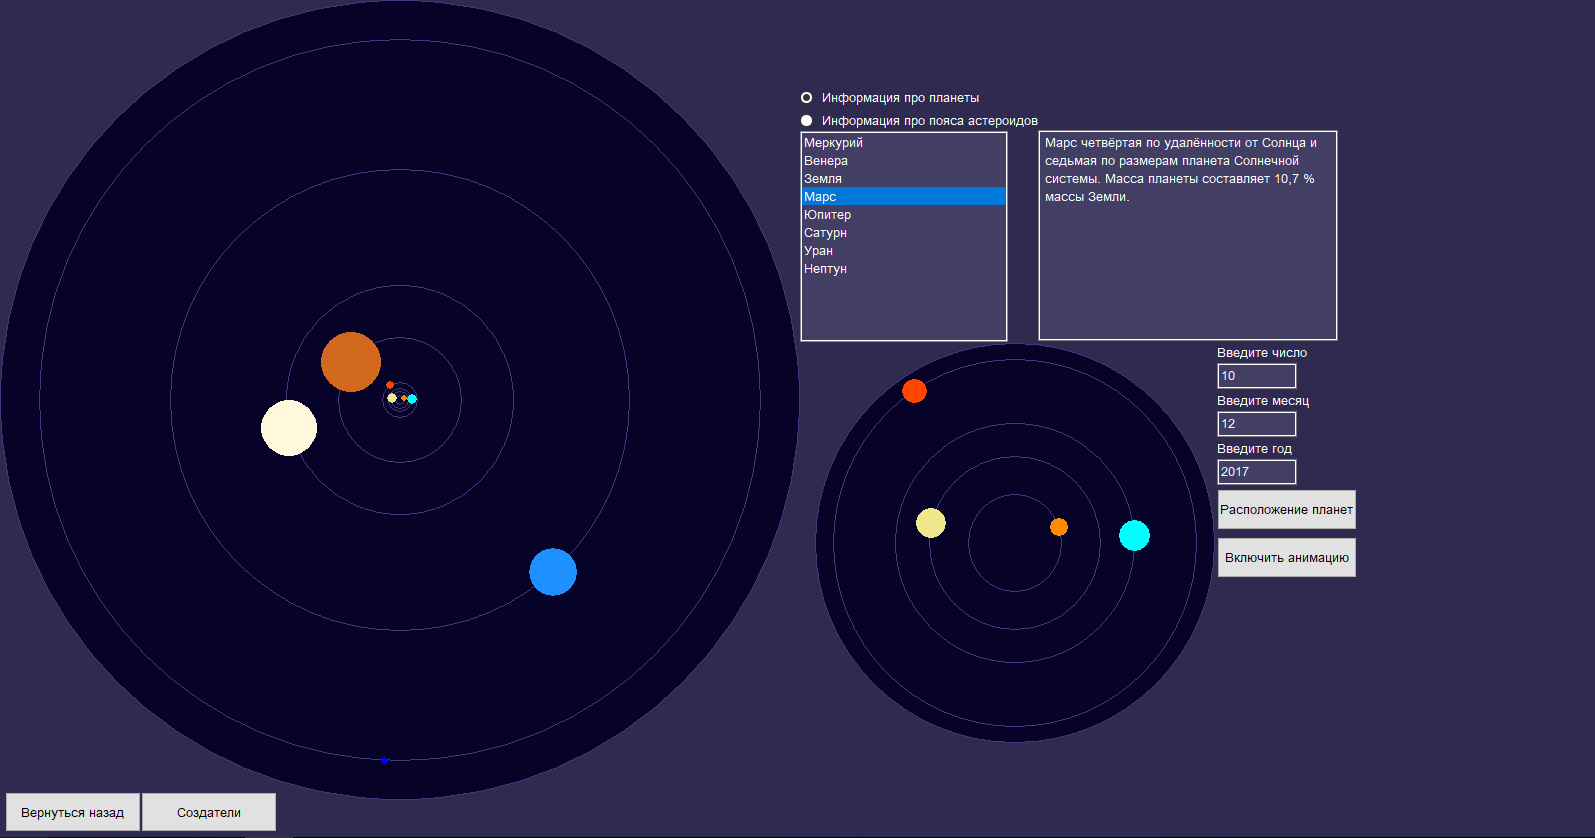 Информация про планеты
Информация про пояса астероидов
Меркурий
Венера
Земля
Марс
Юпитер
Сатурн
Уран
Нептун
Марс четвёртая по удалённости от Солнца и
седьмая по размерам планета Солнечной
системы. Масса планеты составляет 10,7 %
массы Земли.
Введите число
10
Введите месяц
12
Введите год
2017
Расположение планет
Включить анимацию
Вернуться назад
Создатели